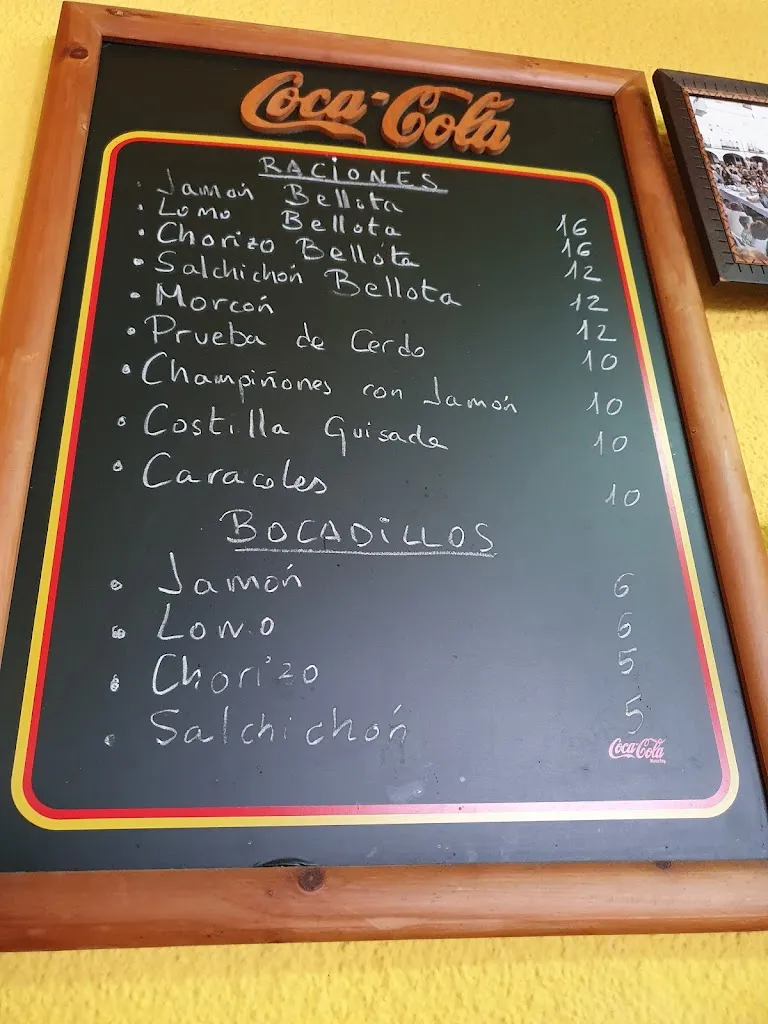 Coca-Cola
RACIONES
· Jamón Bellota 16
· Lomo Bellota 16
· Chorizo Bellota 12
· Salchichón Bellota 12
· Morcón 12
· Prueba de Cerdo 10
· Champiñones con Jamón 10
· Costilla Guisada 10
· Caracoles 10
BOCADILLOS
· Jamón 6
· Lomo 6
· Chorizo 5
· Salchichón 5
Coca-Cola